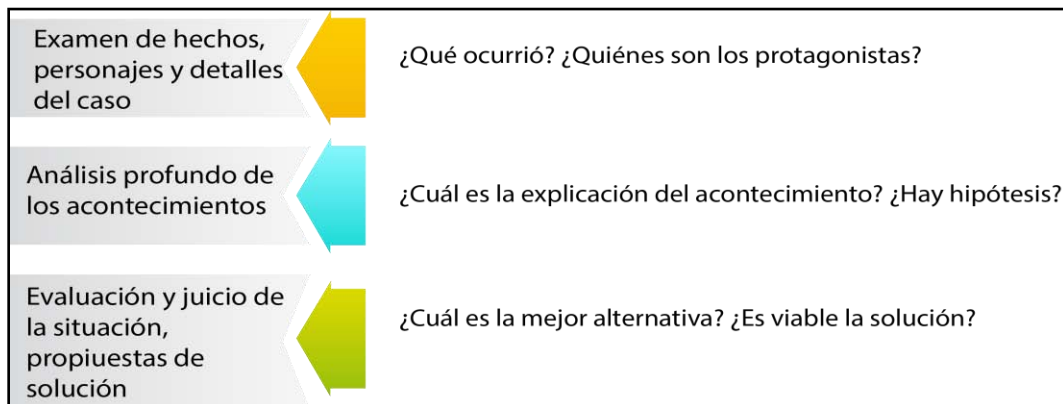 Examen de hechos,
personajes y detalles
del caso
¿Qué ocurrió? ¿Quiénes son los protagonistas?
Análisis profundo de
los acontecimientos
¿Cuál es la explicación del acontecimiento? ¿Hay hipótesis?
Evaluación y juicio de
la situación,
propiuestas de
solución
¿Cuál es la mejor alternativa? ¿Es viable la solución?